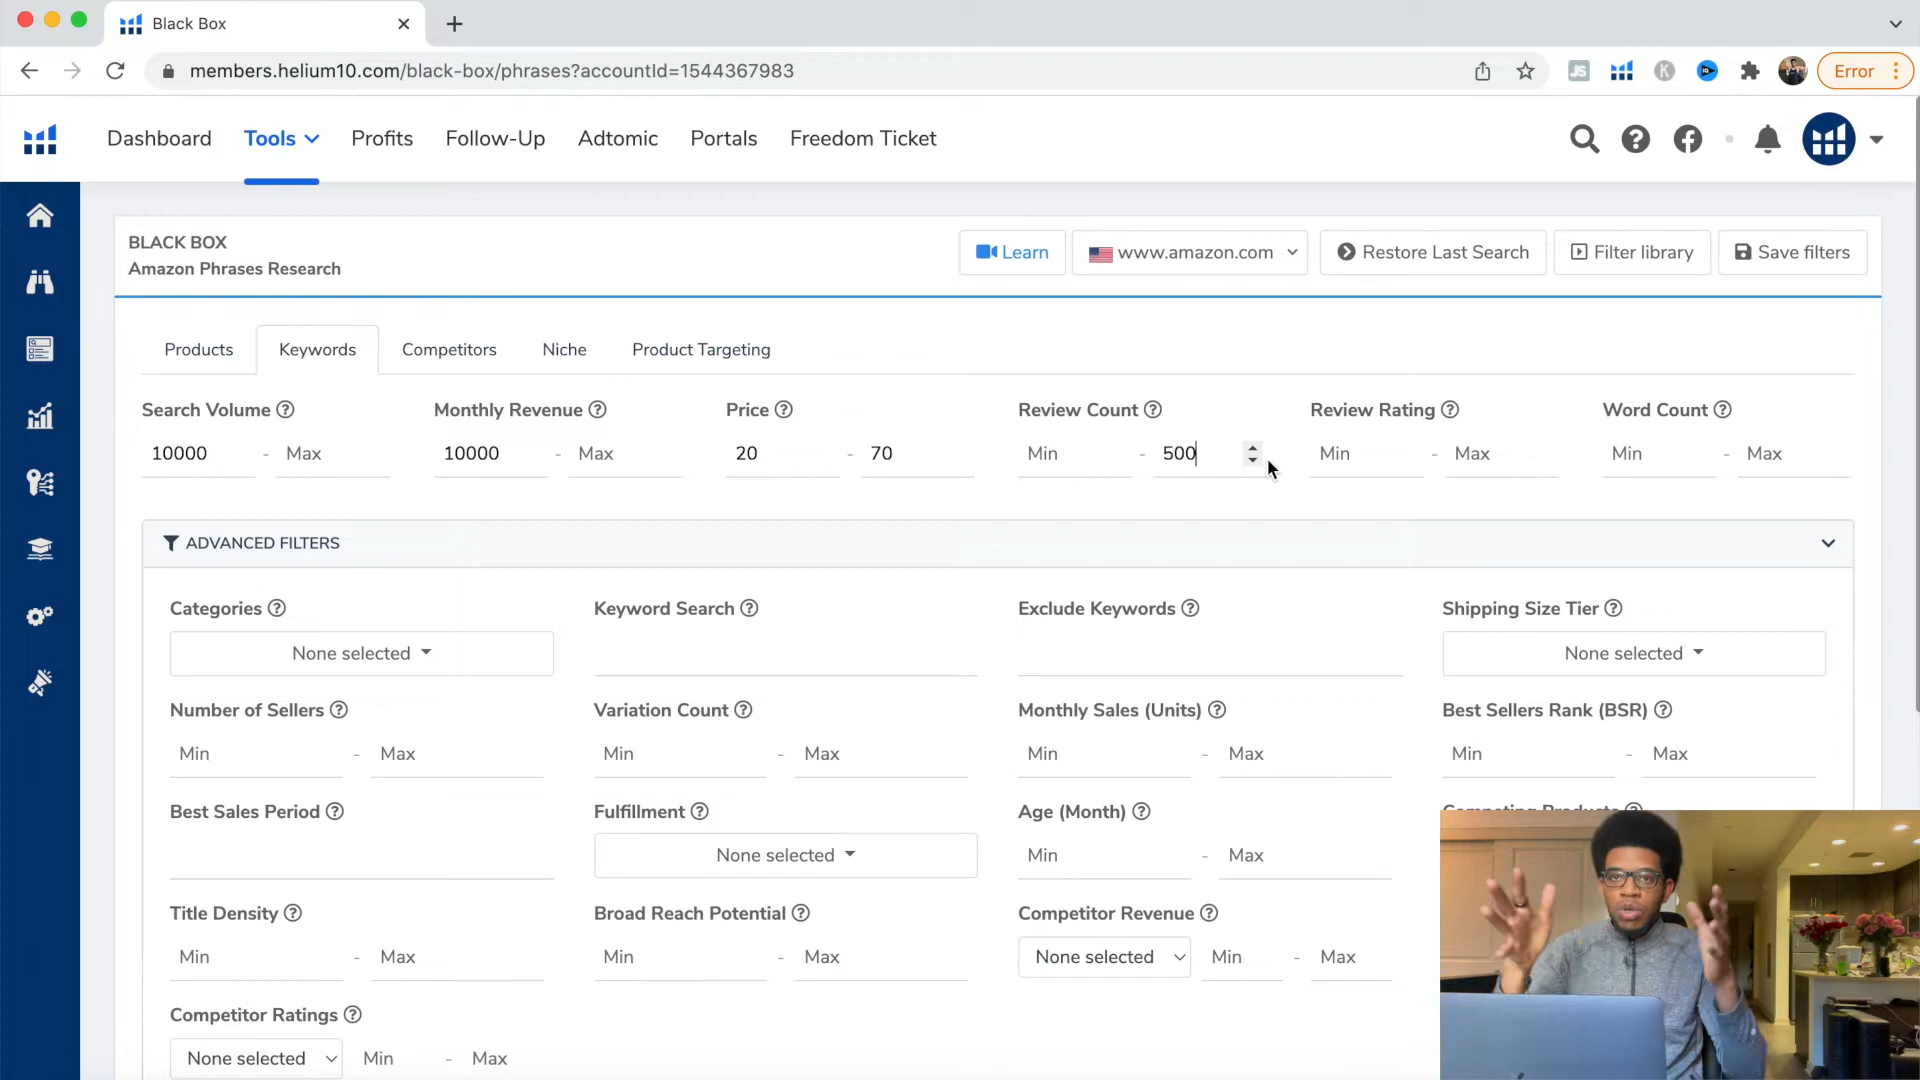 Black Box
members.helium10.com/black-box/phrases?accountId=1544367983
JS
K
Error
Dashboard Tools Profits Follow-Up Adtomic Portals Freedom Ticket
BLACK BOX
Amazon Phrases Research
Learn www.amazon.com Restore Last Search Filter library Save filters
Products Keywords Competitors Niche Product Targeting
Search Volume Monthly Revenue Price Review Count Review Rating Word Count
10000 - Max 10000 - Max 20 - 70 Min - 500 Min - Max Min - Max
ADVANCED FILTERS
Categories Keyword Search Exclude Keywords Shipping Size Tier
None selected None selected
Number of Sellers Variation Count Monthly Sales (Units) Best Sellers Rank (BSR)
Min - Max Min - Max Min - Max Min - Max
Best Sales Period Fulfillment Age (Month)
None selected Min - Max
Title Density Broad Reach Potential Competitor Revenue
Min - Max Min - Max None selected Min - Max
Competitor Ratings
None selected Min - Max